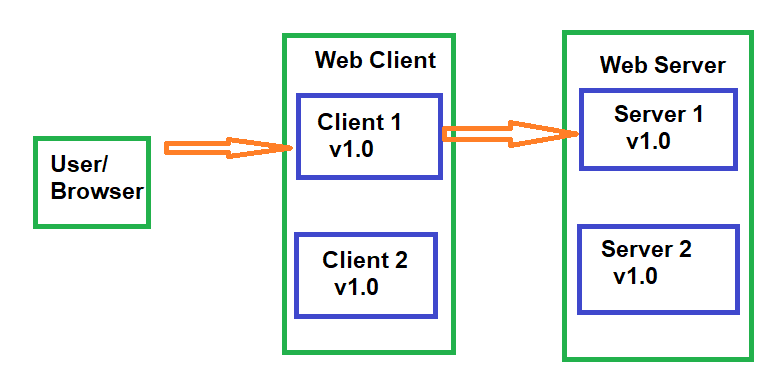 User/
Browser
Web Client
Client 1
v1.0
Client 2
v1.0
Web Server
Server 1
v1.0
Server 2
v1.0